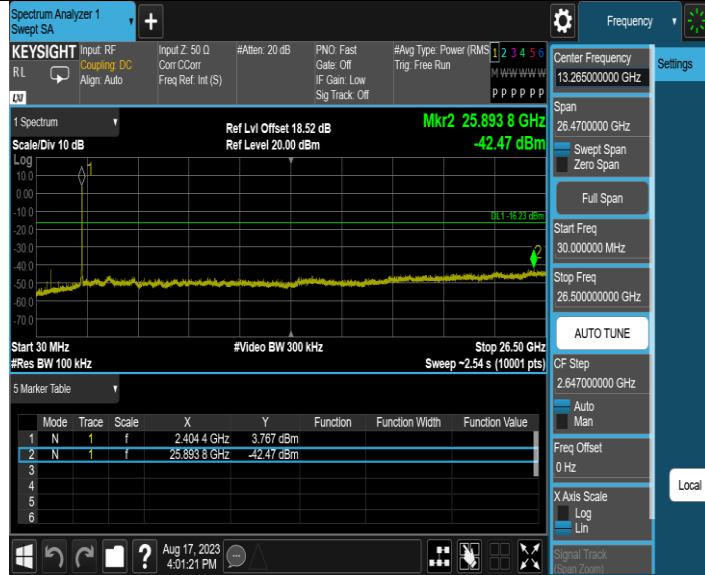 Spectrum Analyzer 1
Swept SA
Frequency
KEYSIGHT
RL
LXI
Input: RF
Coupling: DC
Align: Auto
Input Z: 50 Ω
Corr CCorr
Freq Ref: Int (S)
#Atten: 20 dB
PNO: Fast
Gate: Off
IF Gain: Low
Sig Track: Off
#Avg Type: Power (RMS
Trig: Free Run
1 2 3 4 5 6
M W W W W W
P P P P P P
1 Spectrum
Scale/Div 10 dB
Ref Lvl Offset 18.52 dB
Ref Level 20.00 dBm
Mkr2 25.893 8 GHz
-42.47 dBm
Log
10.0
0.00
-10.0
-20.0
-30.0
-40.0
-50.0
-60.0
-70.0
1
2
DL1 -16.23 dBm
Start 30 MHz
#Video BW 300 kHz
Stop 26.50 GHz
#Res BW 100 kHz
Sweep ~2.54 s (10001 pts)
5 Marker Table
Mode Trace Scale X Y Function Function Width Function Value
1 N 1 f 2.404 4 GHz 3.767 dBm
2 N 1 f 25.893 8 GHz -42.47 dBm
3
4
5
6
Aug 17, 2023
4:01:21 PM
Center Frequency
13.265000000 GHz
Settings
Span
26.4700000 GHz
Swept Span
Zero Span
Full Span
Start Freq
30.000000 MHz
Stop Freq
26.500000000 GHz
AUTO TUNE
CF Step
2.647000000 GHz
Auto
Man
Freq Offset
0 Hz
Local
X Axis Scale
Log
Lin
Signal Track
(Span Zoom)